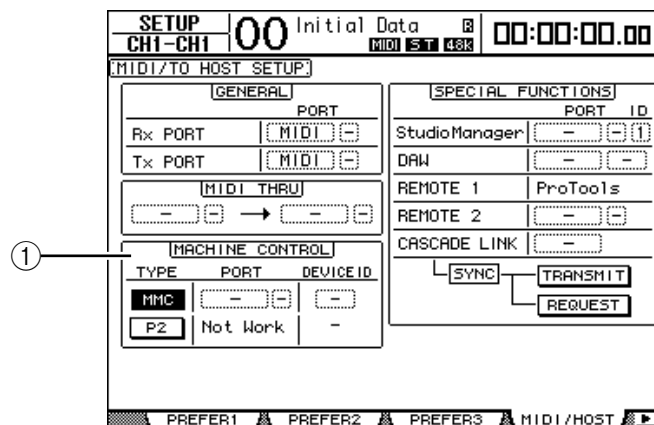 SETUP
CH1-CH1
00 Initial Data R
MIDI ST 48k
00:00:00.00
MIDI/TO HOST SETUP
GENERAL
PORT
Rx PORT MIDI -
Tx PORT MIDI -
MIDI THRU
- - → - -
MACHINE CONTROL
TYPE PORT DEVICE ID
MMC - - -
P2 Not Work -
SPECIAL FUNCTIONS
PORT ID
StudioManager - - 1
DAW - -
REMOTE 1 ProTools
REMOTE 2 - -
CASCADE LINK -
SYNC TRANSMIT
REQUEST
1
PREFER1 PREFER2 PREFER3 MIDI/HOST